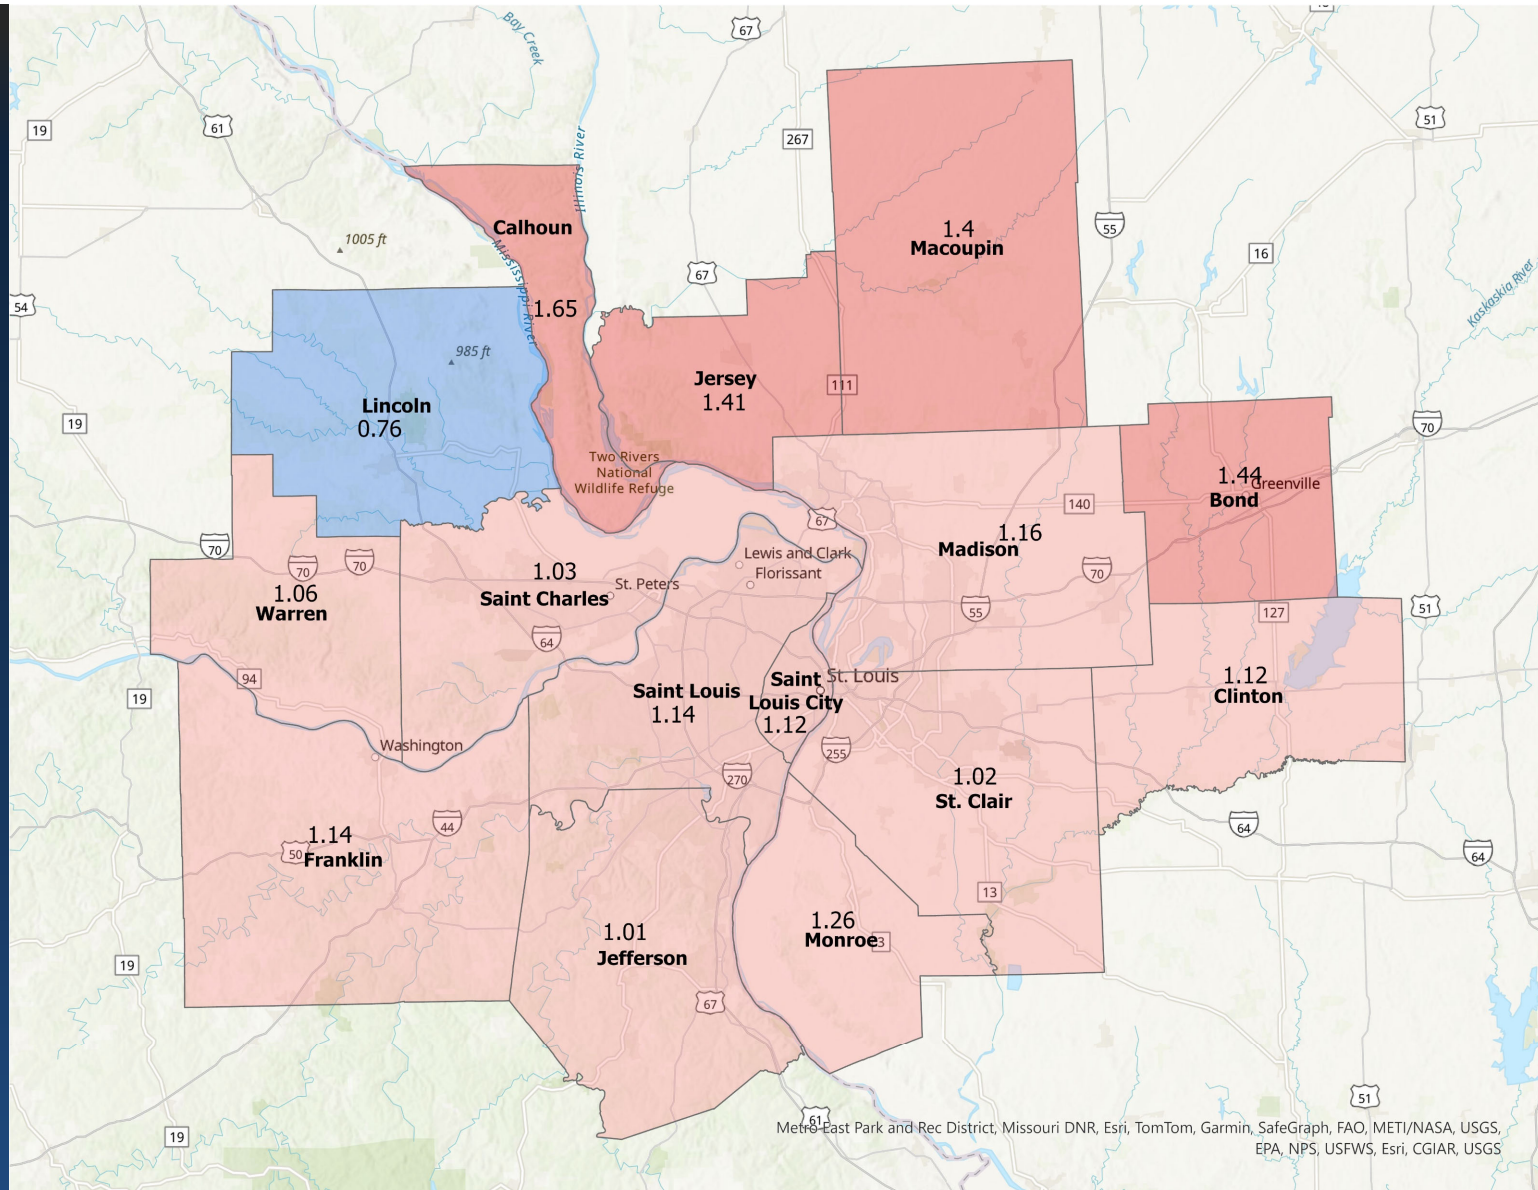 67
Bay Creek
61
19
51
267
Illinois River
Calhoun
1.4
Macoupin
1005 ft
Mississippi River
55
16
67
Kaskaskia River
54
1.65
985 ft
Jersey
1.41
111
Lincoln
0.76
19
70
Two Rivers
National
Wildlife Refuge
1.44
Greenville
Bond
140
67
1.16
Madison
70
70
70
Lewis and Clark
Florissant
1.03
Saint Charles
St. Peters
70
1.06
Warren
55
127
51
64
94
Saint Louis
1.14
Saint
Louis City
1.12
St. Louis
1.12
Clinton
19
Washington
255
270
1.02
St. Clair
44
64
64
1.14
Franklin
50
13
1.01
Jefferson
1.26
Monroe
3
19
67
51
61
19
Metro East Park and Rec District, Missouri DNR, Esri, TomTom, Garmin, SafeGraph, FAO, METI/NASA, USGS,
EPA, NPS, USFWS, Esri, CGIAR, USGS